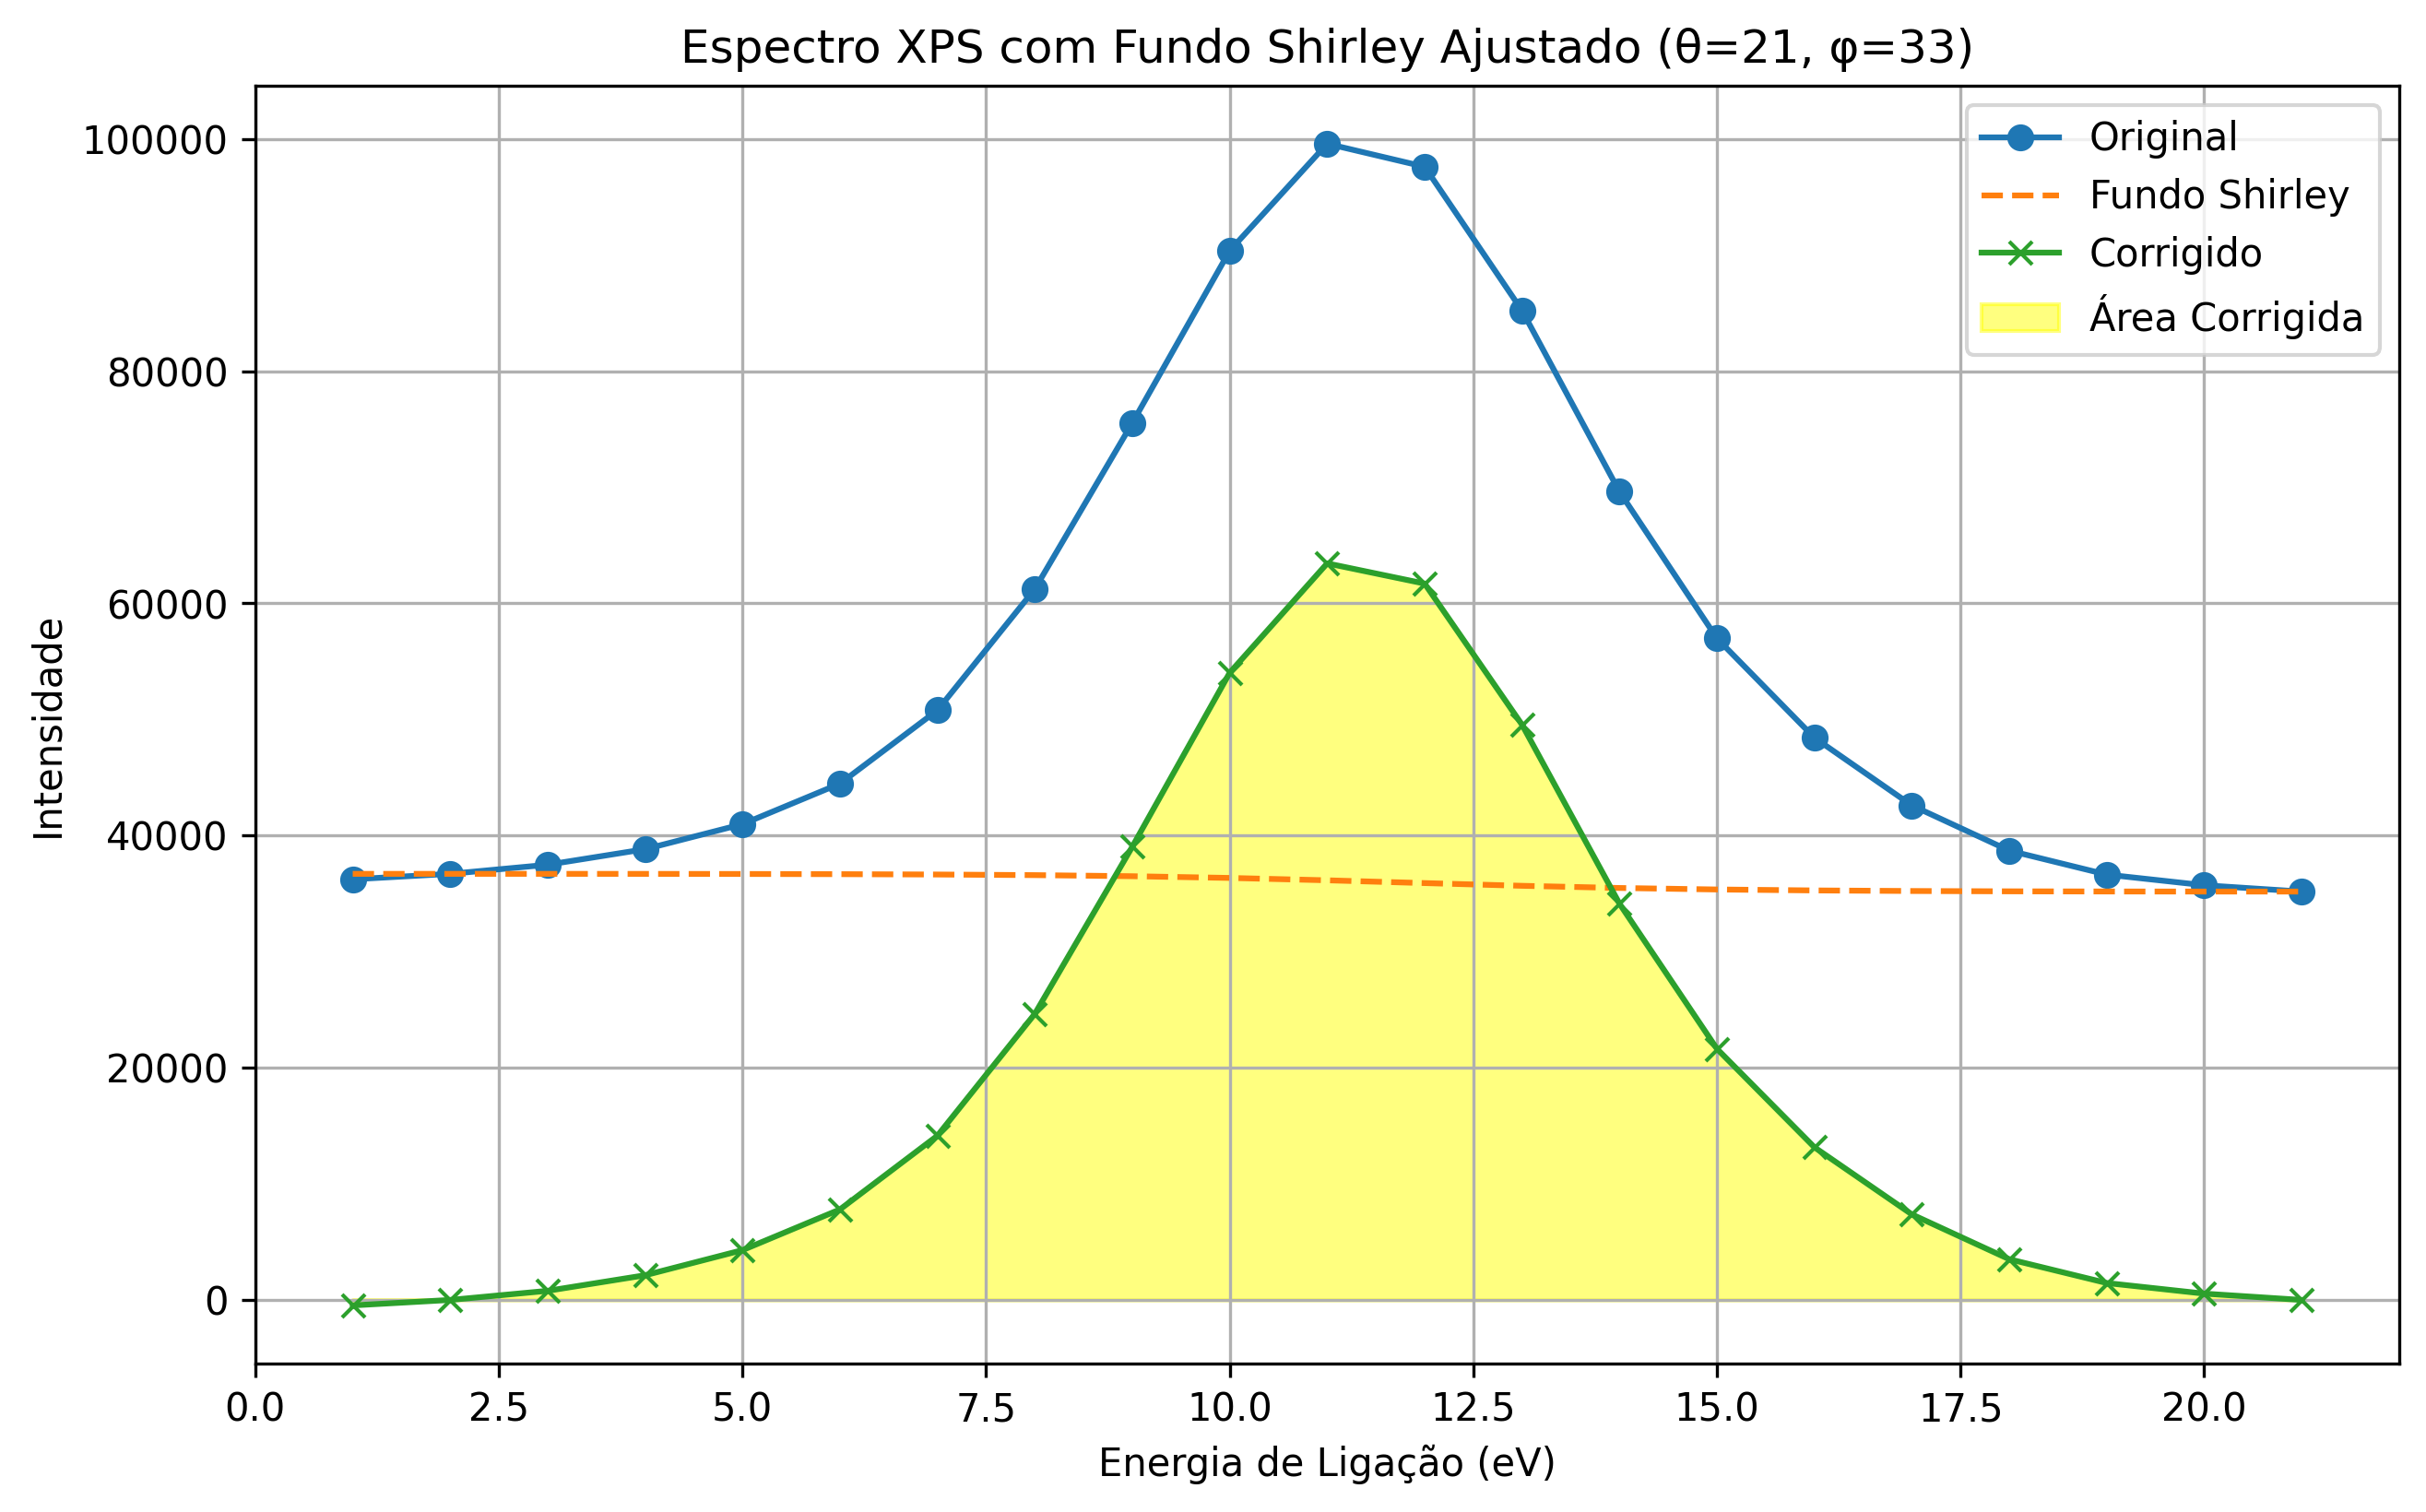 Espectro XPS com Fundo Shirley Ajustado (θ=21, φ=33)
Original
Fundo Shirley
Corrigido
Área Corrigida
Intensidade
100000
80000
60000
40000
20000
0
0.0 2.5 5.0 7.5 10.0 12.5 15.0 17.5 20.0
Energia de Ligação (eV)